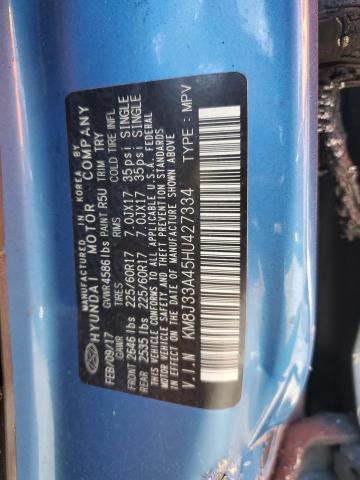 MANUFACTURED IN KOREA BY
HYUNDAI MOTOR COMPANY
GVWR 4586 lbs PAINT R5U TRIM TRY
FEB/09/17 GAWR TIRES RIMS COLD TIRE INFL
FRONT 2646 lbs 225/60R17 7.0JX17 35psi SINGLE
REAR 2535 lbs 225/60R17 7.0JX17 35psi SINGLE
THIS VEHICLE CONFORMS TO ALL APPLICABLE U.S.A. FEDERAL
MOTOR VEHICLE SAFETY, AND THEFT PREVENTION STANDARDS
IN EFFECT ON THE DATE OF MANUFACTURE SHOWN ABOVE
V.I.N KM8J33A45HU427334 TYPE : MPV